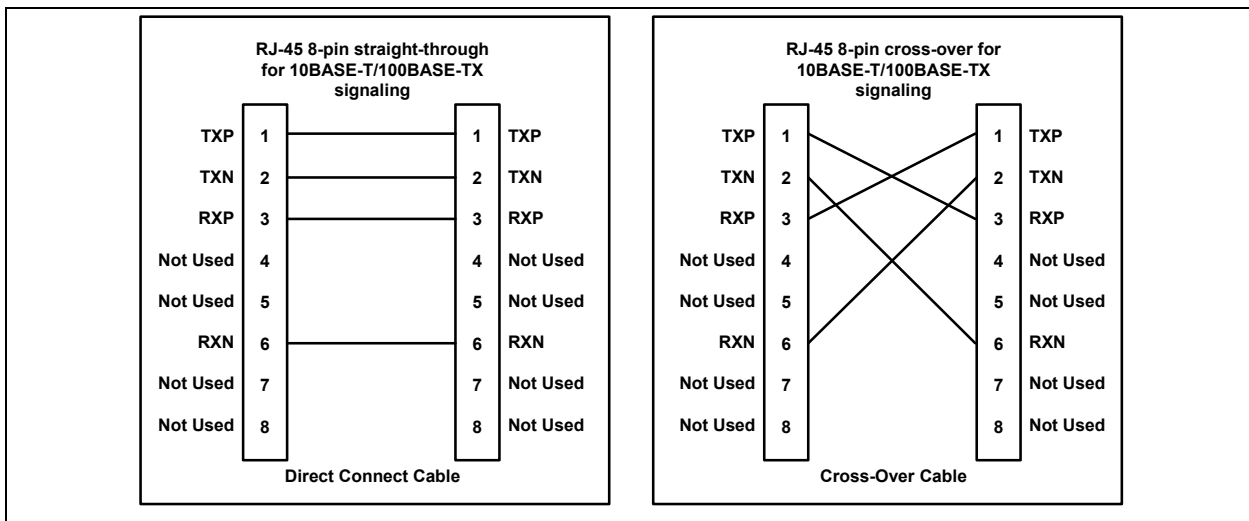 RJ-45 8-pin straight-through
for 10BASE-T/100BASE-TX
signaling
TXP 1 1 TXP
TXN 2 2 TXN
RXP 3 3 RXP
Not Used 4 4 Not Used
Not Used 5 5 Not Used
RXN 6 6 RXN
Not Used 7 7 Not Used
Not Used 8 8 Not Used
Direct Connect Cable
RJ-45 8-pin cross-over for
10BASE-T/100BASE-TX
signaling
TXP 1 1 TXP
TXN 2 2 TXN
RXP 3 3 RXP
Not Used 4 4 Not Used
Not Used 5 5 Not Used
RXN 6 6 RXN
Not Used 7 7 Not Used
Not Used 8 8 Not Used
Cross-Over Cable